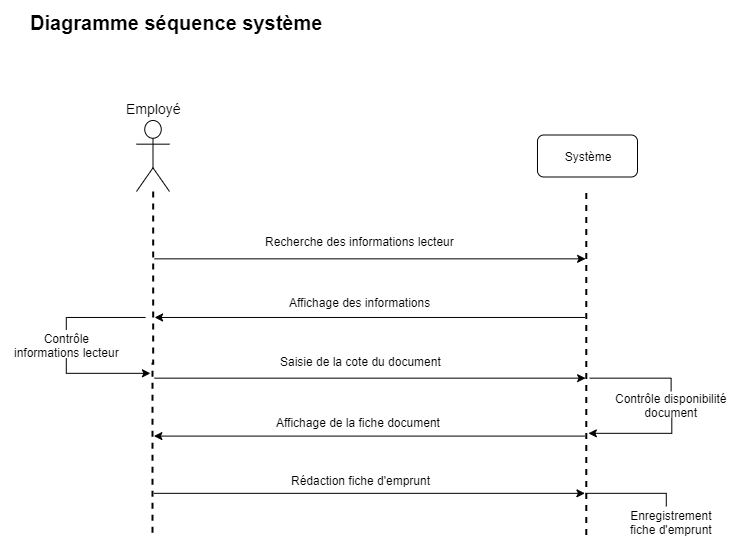 Diagramme séquence système
Employé
Système
Recherche des informations lecteur
Affichage des informations
Contrôle
informations lecteur
Saisie de la cote du document
Contrôle disponibilité
document
Affichage de la fiche document
Rédaction fiche d'emprunt
Enregistrement
fiche d'emprunt